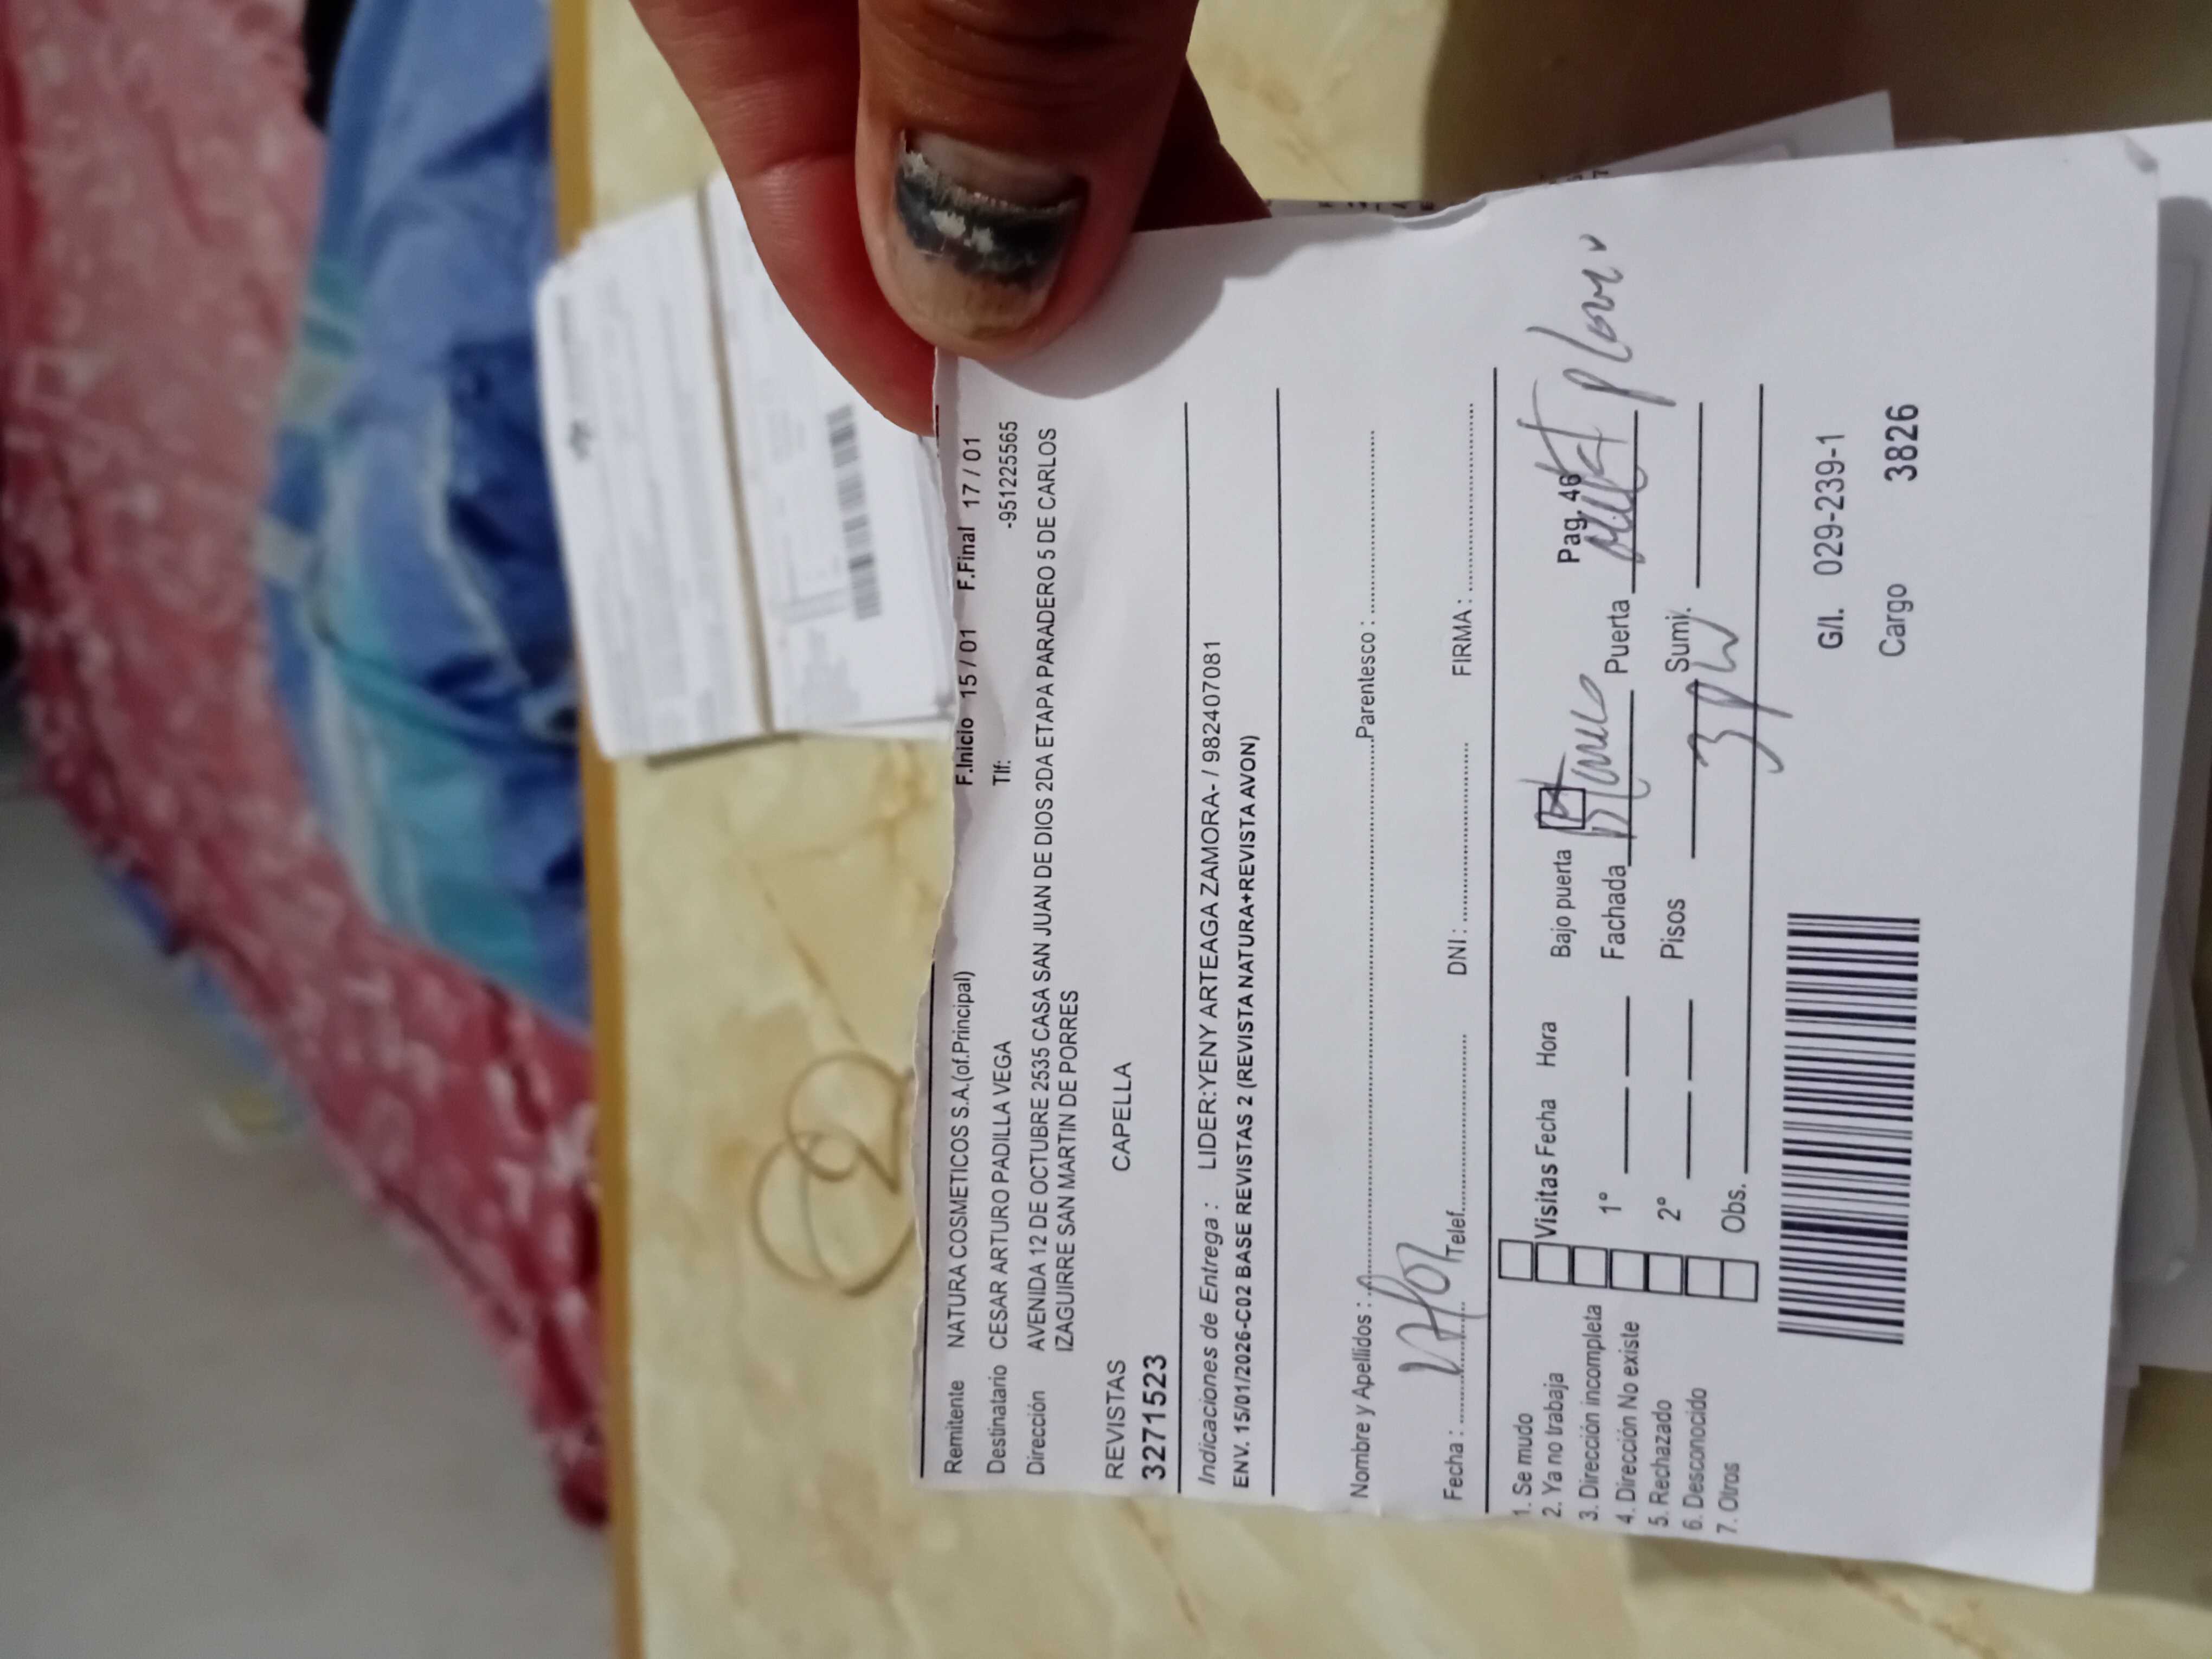 F.Inicio 15 / 01 F.Final 17 / 01
Remitente NATURA COSMETICOS S.A.(of.Principal)
Tlf: -951225565
Destinatario CESAR ARTURO PADILLA VEGA
Dirección AVENIDA 12 DE OCTUBRE 2535 CASA SAN JUAN DE DIOS 2DA ETAPA PARADERO 5 DE CARLOS
IZAGUIRRE SAN MARTIN DE PORRES
REVISTAS CAPELLA
3271523
Indicaciones de Entrega : LIDER:YENY ARTEAGA ZAMORA- / 982407081
ENV. 15/01/2026-C02 BASE REVISTAS 2 (REVISTA NATURA+REVISTA AVON)
Nombre y Apellidos : Parentesco :
Fecha : Telef. DNI : FIRMA :
1. Se mudo
2. Ya no trabaja
3. Dirección incompleta
4. Dirección No existe
5. Rechazado
6. Desconocido
7. Otros
Visitas Fecha Hora Bajo puerta Pag. 46
1° Fachada Blanco Puerta
2° Pisos 3 Sumi.
Obs.
G/l. 029-239-1
Cargo 3826